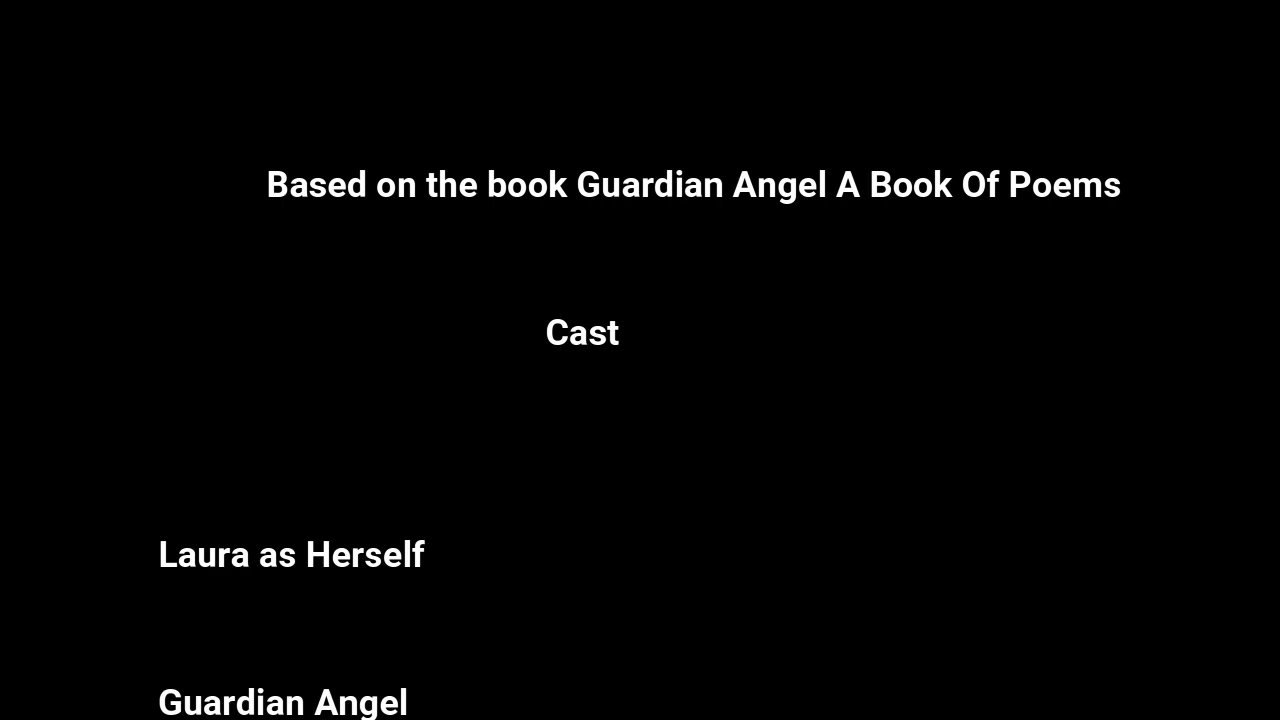 Based on the book Guardian Angel A Book Of Poems
Cast
Laura as Herself
Guardian Angel